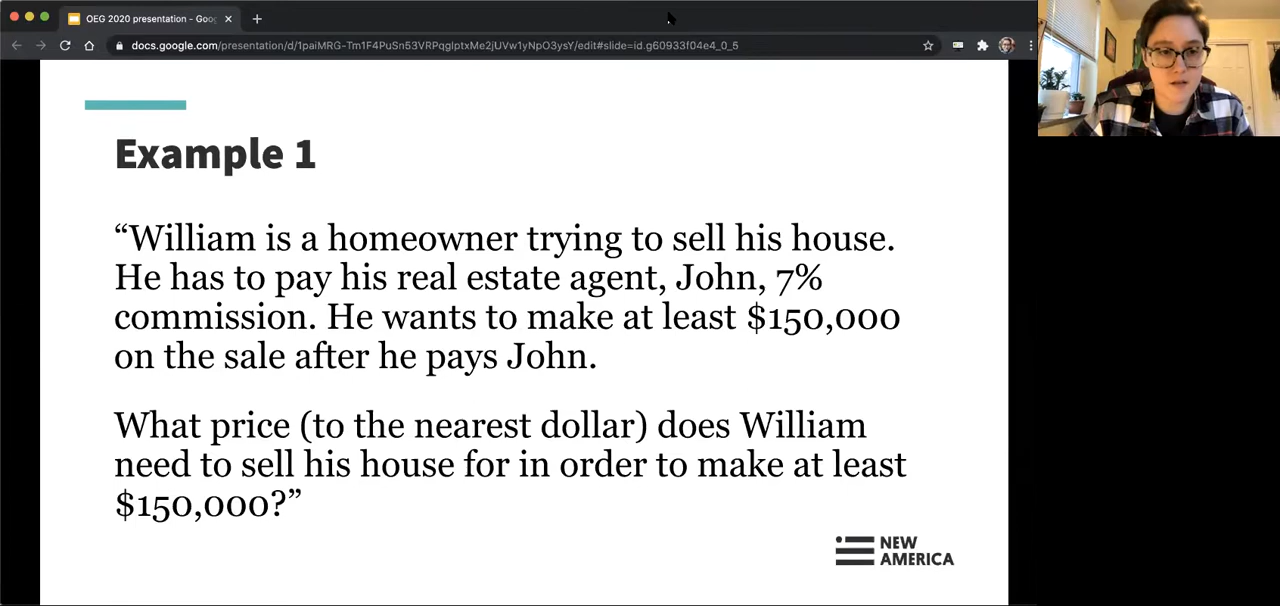 OEG 2020 presentation - Goog
docs.google.com/presentation/d/1paiMRG-Tm1F4PuSn53VRPqglptxMe2jUVw1yNpO3ysY/edit#slide=id.g60933f04e4_0_5
Example 1
“William is a homeowner trying to sell his house.
He has to pay his real estate agent, John, 7%
commission. He wants to make at least $150,000
on the sale after he pays John.
What price (to the nearest dollar) does William
need to sell his house for in order to make at least
$150,000?”
NEW
AMERICA